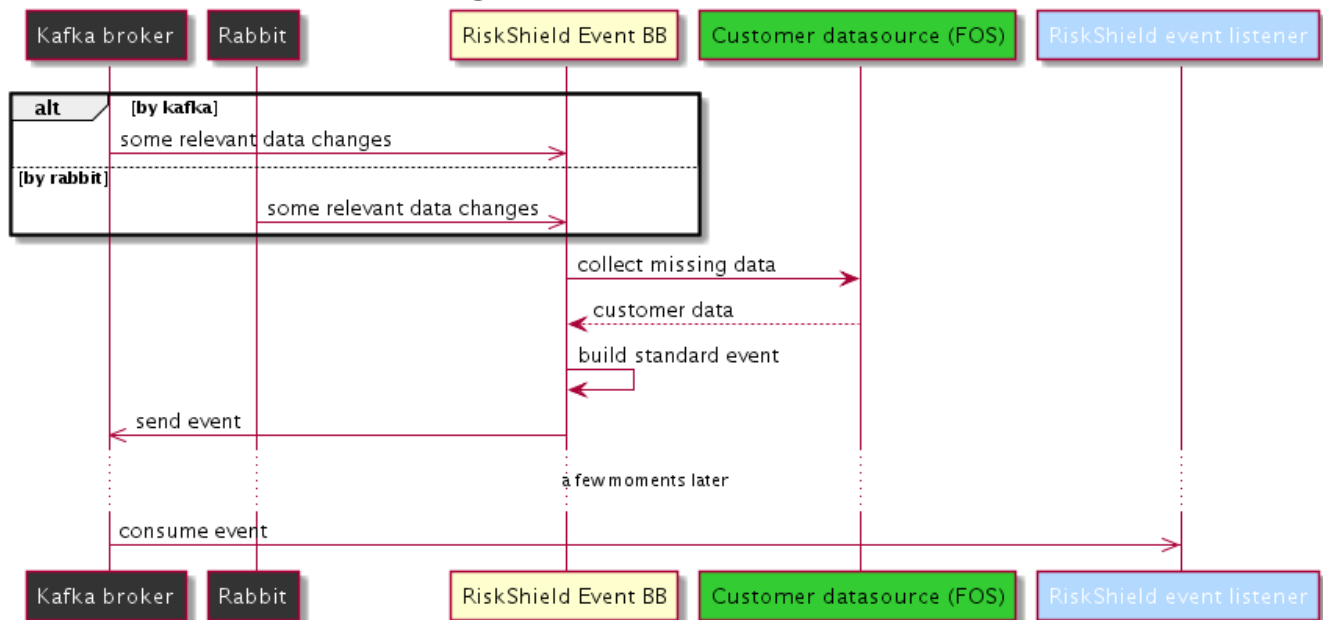 Kafka broker
Rabbit
RiskShield Event BB
Customer datasource (FOS)
RiskShield event listener
alt
[by kafka]
some relevant data changes
[by rabbit]
some relevant data changes
collect missing data
customer data
build standard event
send event
a few moments later
consume event
Kafka broker
Rabbit
RiskShield Event BB
Customer datasource (FOS)
RiskShield event listener